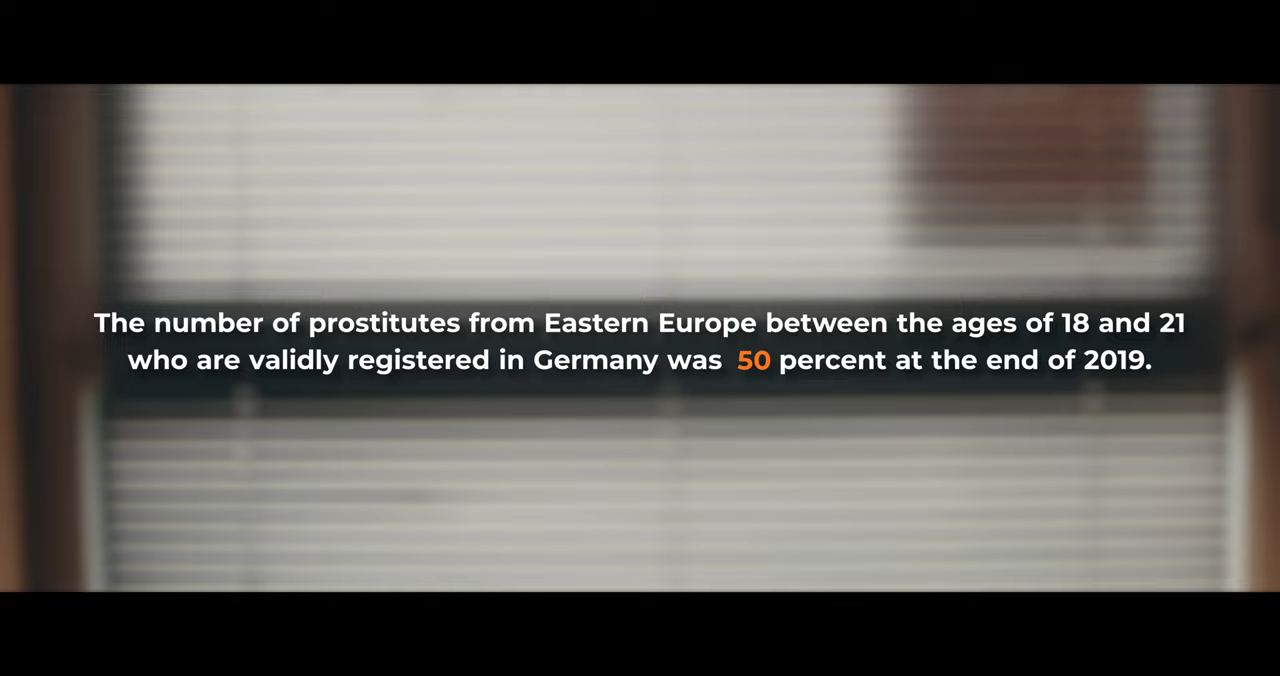 The number of prostitutes from Eastern Europe between the ages of 18 and 21
who are validly registered in Germany was 50 percent at the end of 2019.